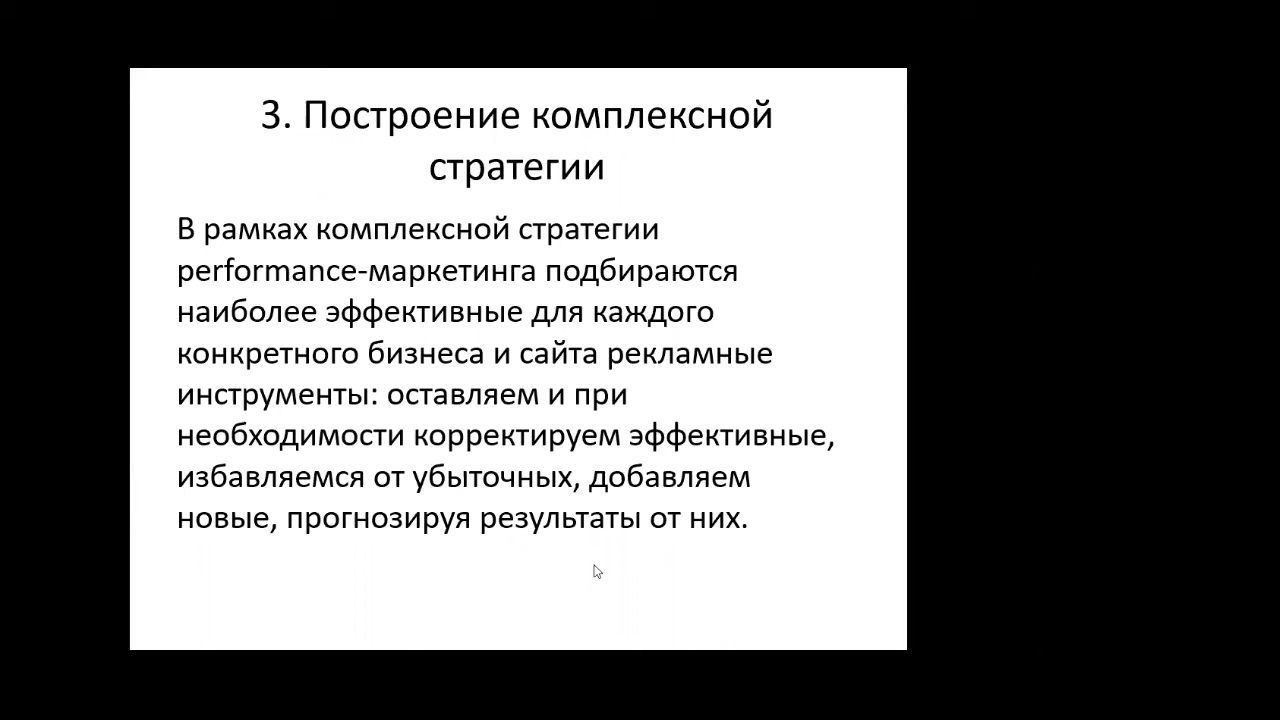 3. Построение комплексной
стратегии
В рамках комплексной стратегии
performance-маркетинга подбираются
наиболее эффективные для каждого
конкретного бизнеса и сайта рекламные
инструменты: оставляем и при
необходимости корректируем эффективные,
избавляемся от убыточных, добавляем
новые, прогнозируя результаты от них.